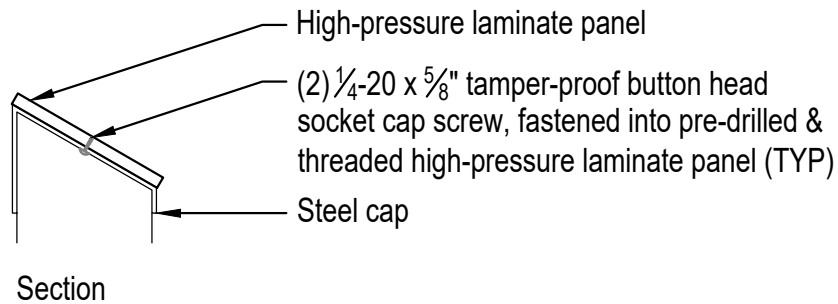 High-pressure laminate panel
(2) ¼-20 x ⅝" tamper-proof button head
socket cap screw, fastened into pre-drilled &
threaded high-pressure laminate panel (TYP)
Steel cap
Section